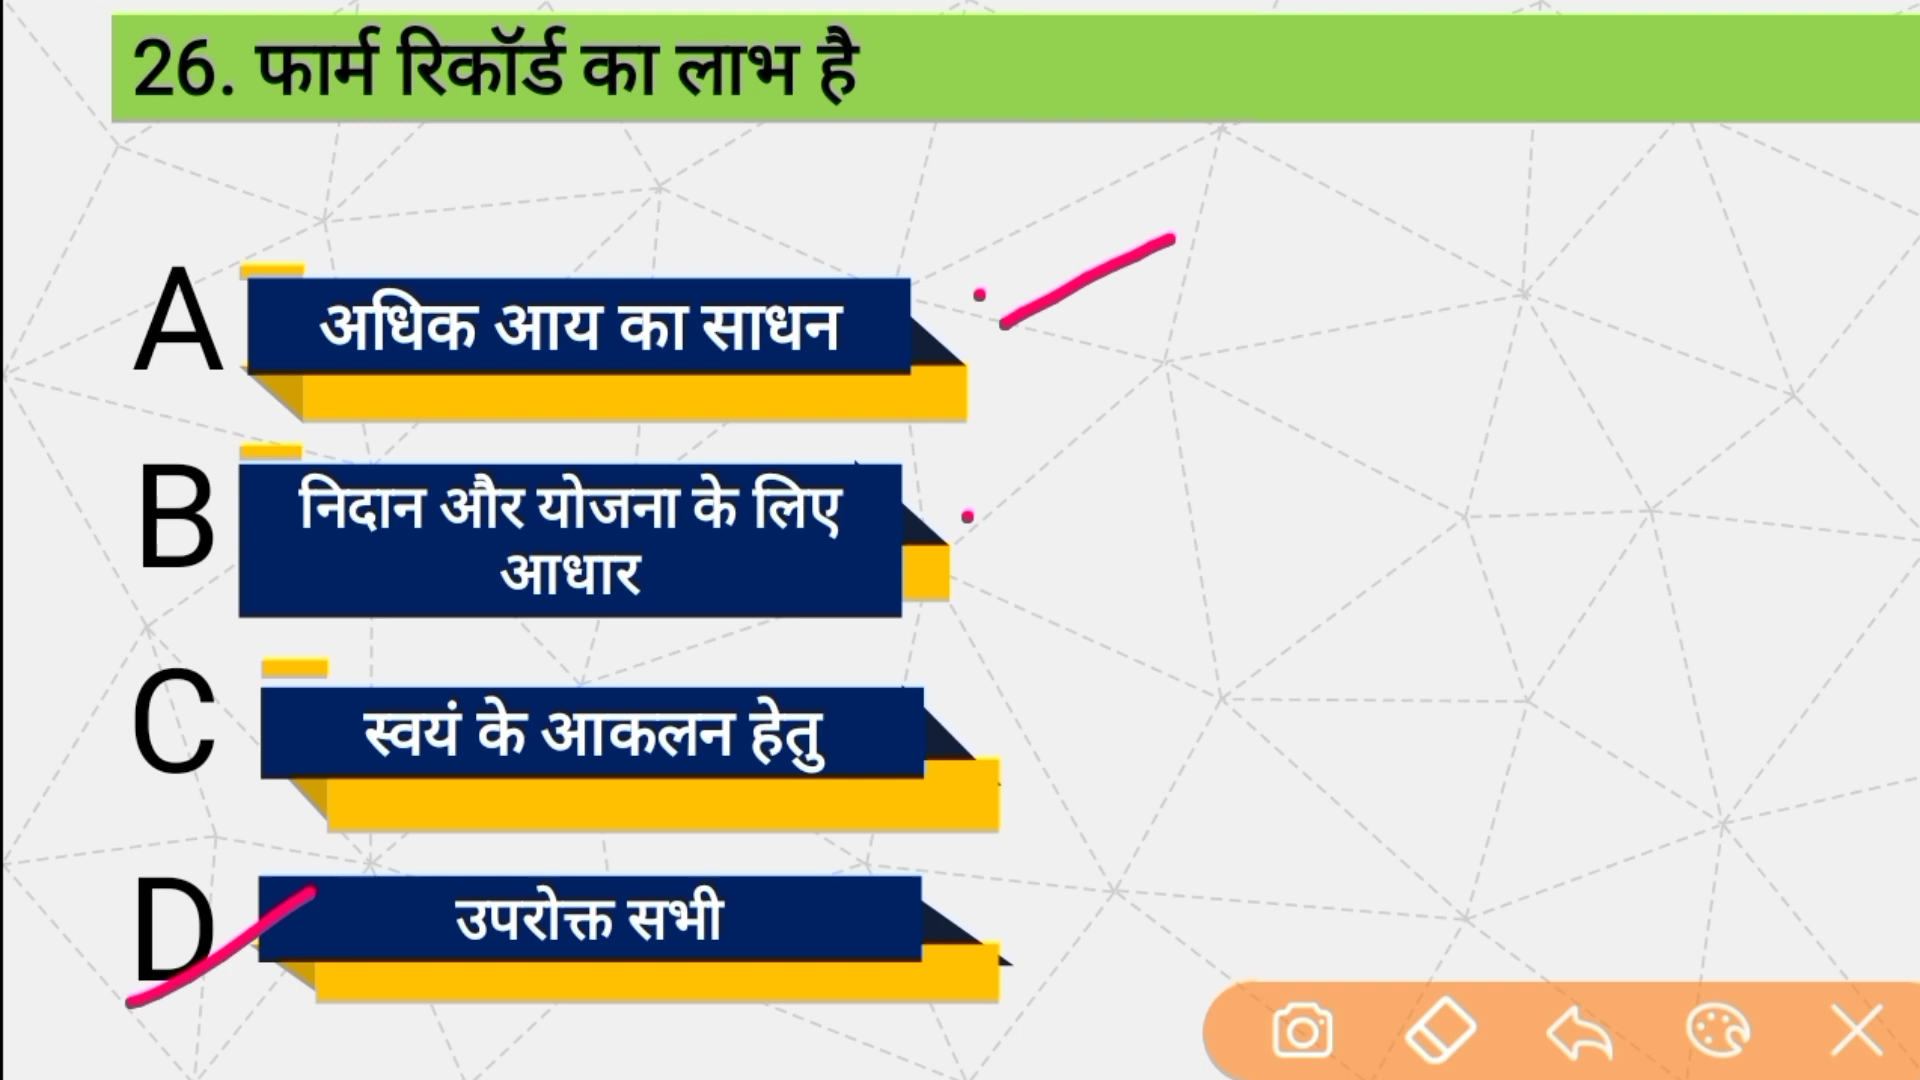 26. फार्म रिकॉर्ड का लाभ है
A
अधिक आय का साधन
B
निदान और योजना के लिए
आधार
C
स्वयं के आकलन हेतु
D
उपरोक्त सभी